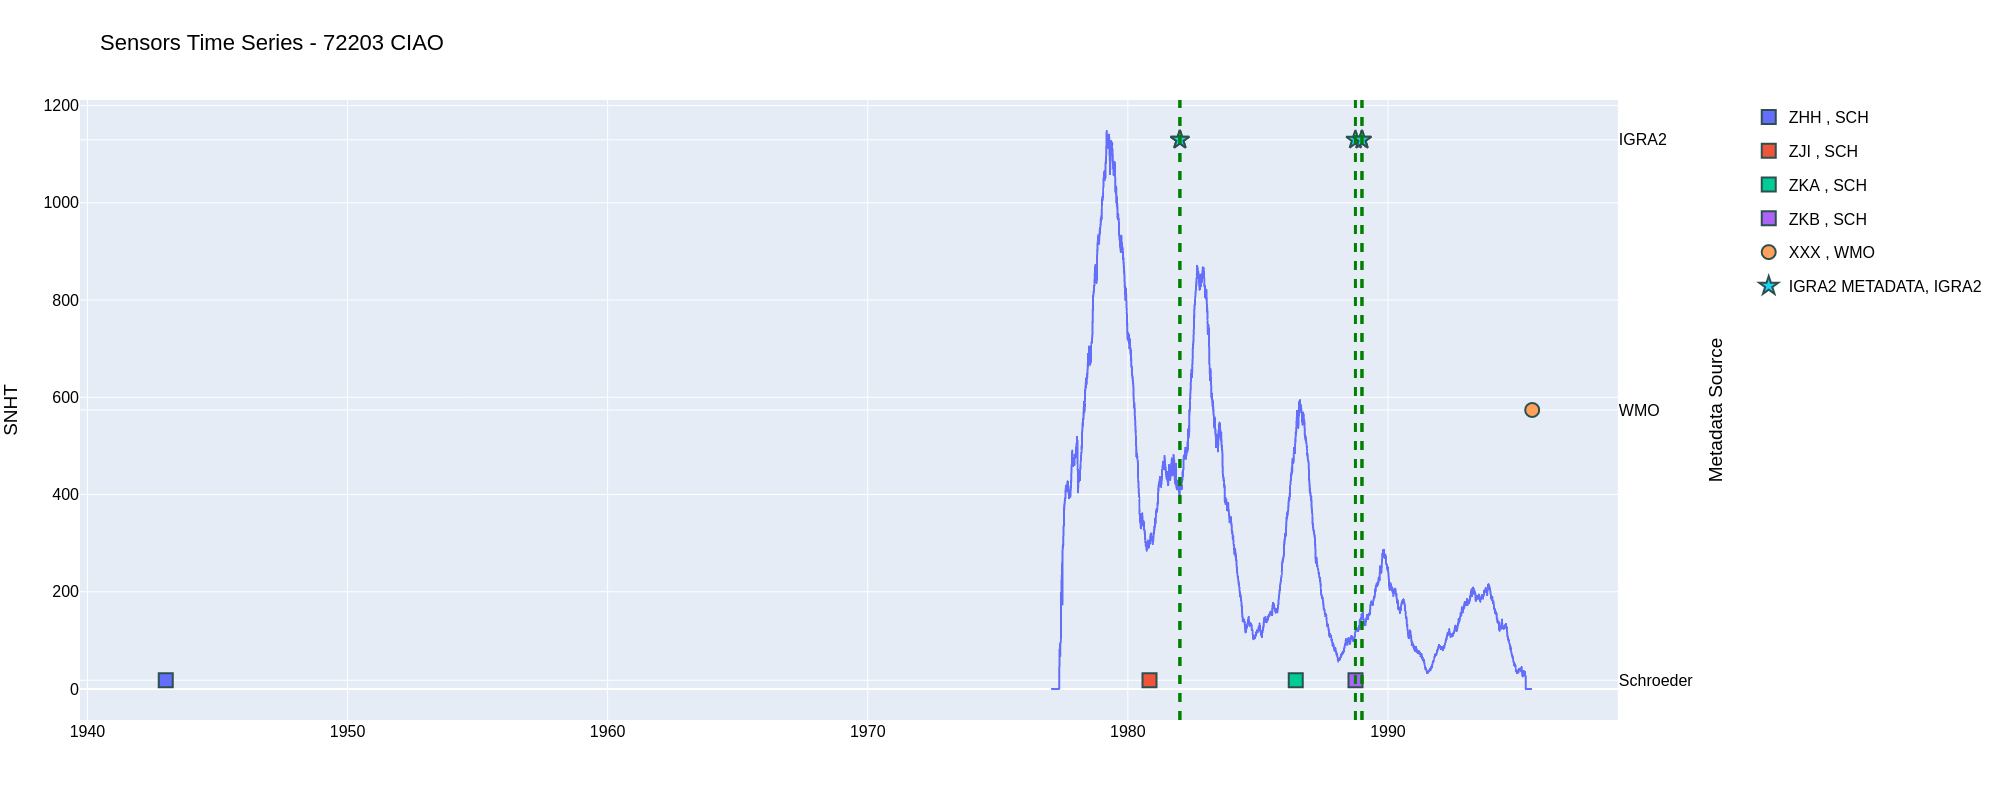 Sensors Time Series - 72203 CIAO
1200
1000
800
600
400
200
0
SNHT
1940
1950
1960
1970
1980
1990
IGRA2
WMO
Schroeder
Metadata Source
ZHH , SCH
ZJI , SCH
ZKA , SCH
ZKB , SCH
XXX , WMO
IGRA2 METADATA, IGRA2